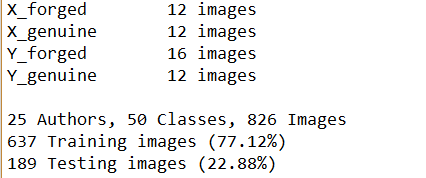 X_forged 12 images
X_genuine 12 images
Y_forged 16 images
Y_genuine 12 images
25 Authors, 50 Classes, 826 Images
637 Training images (77.12%)
189 Testing images (22.88%)